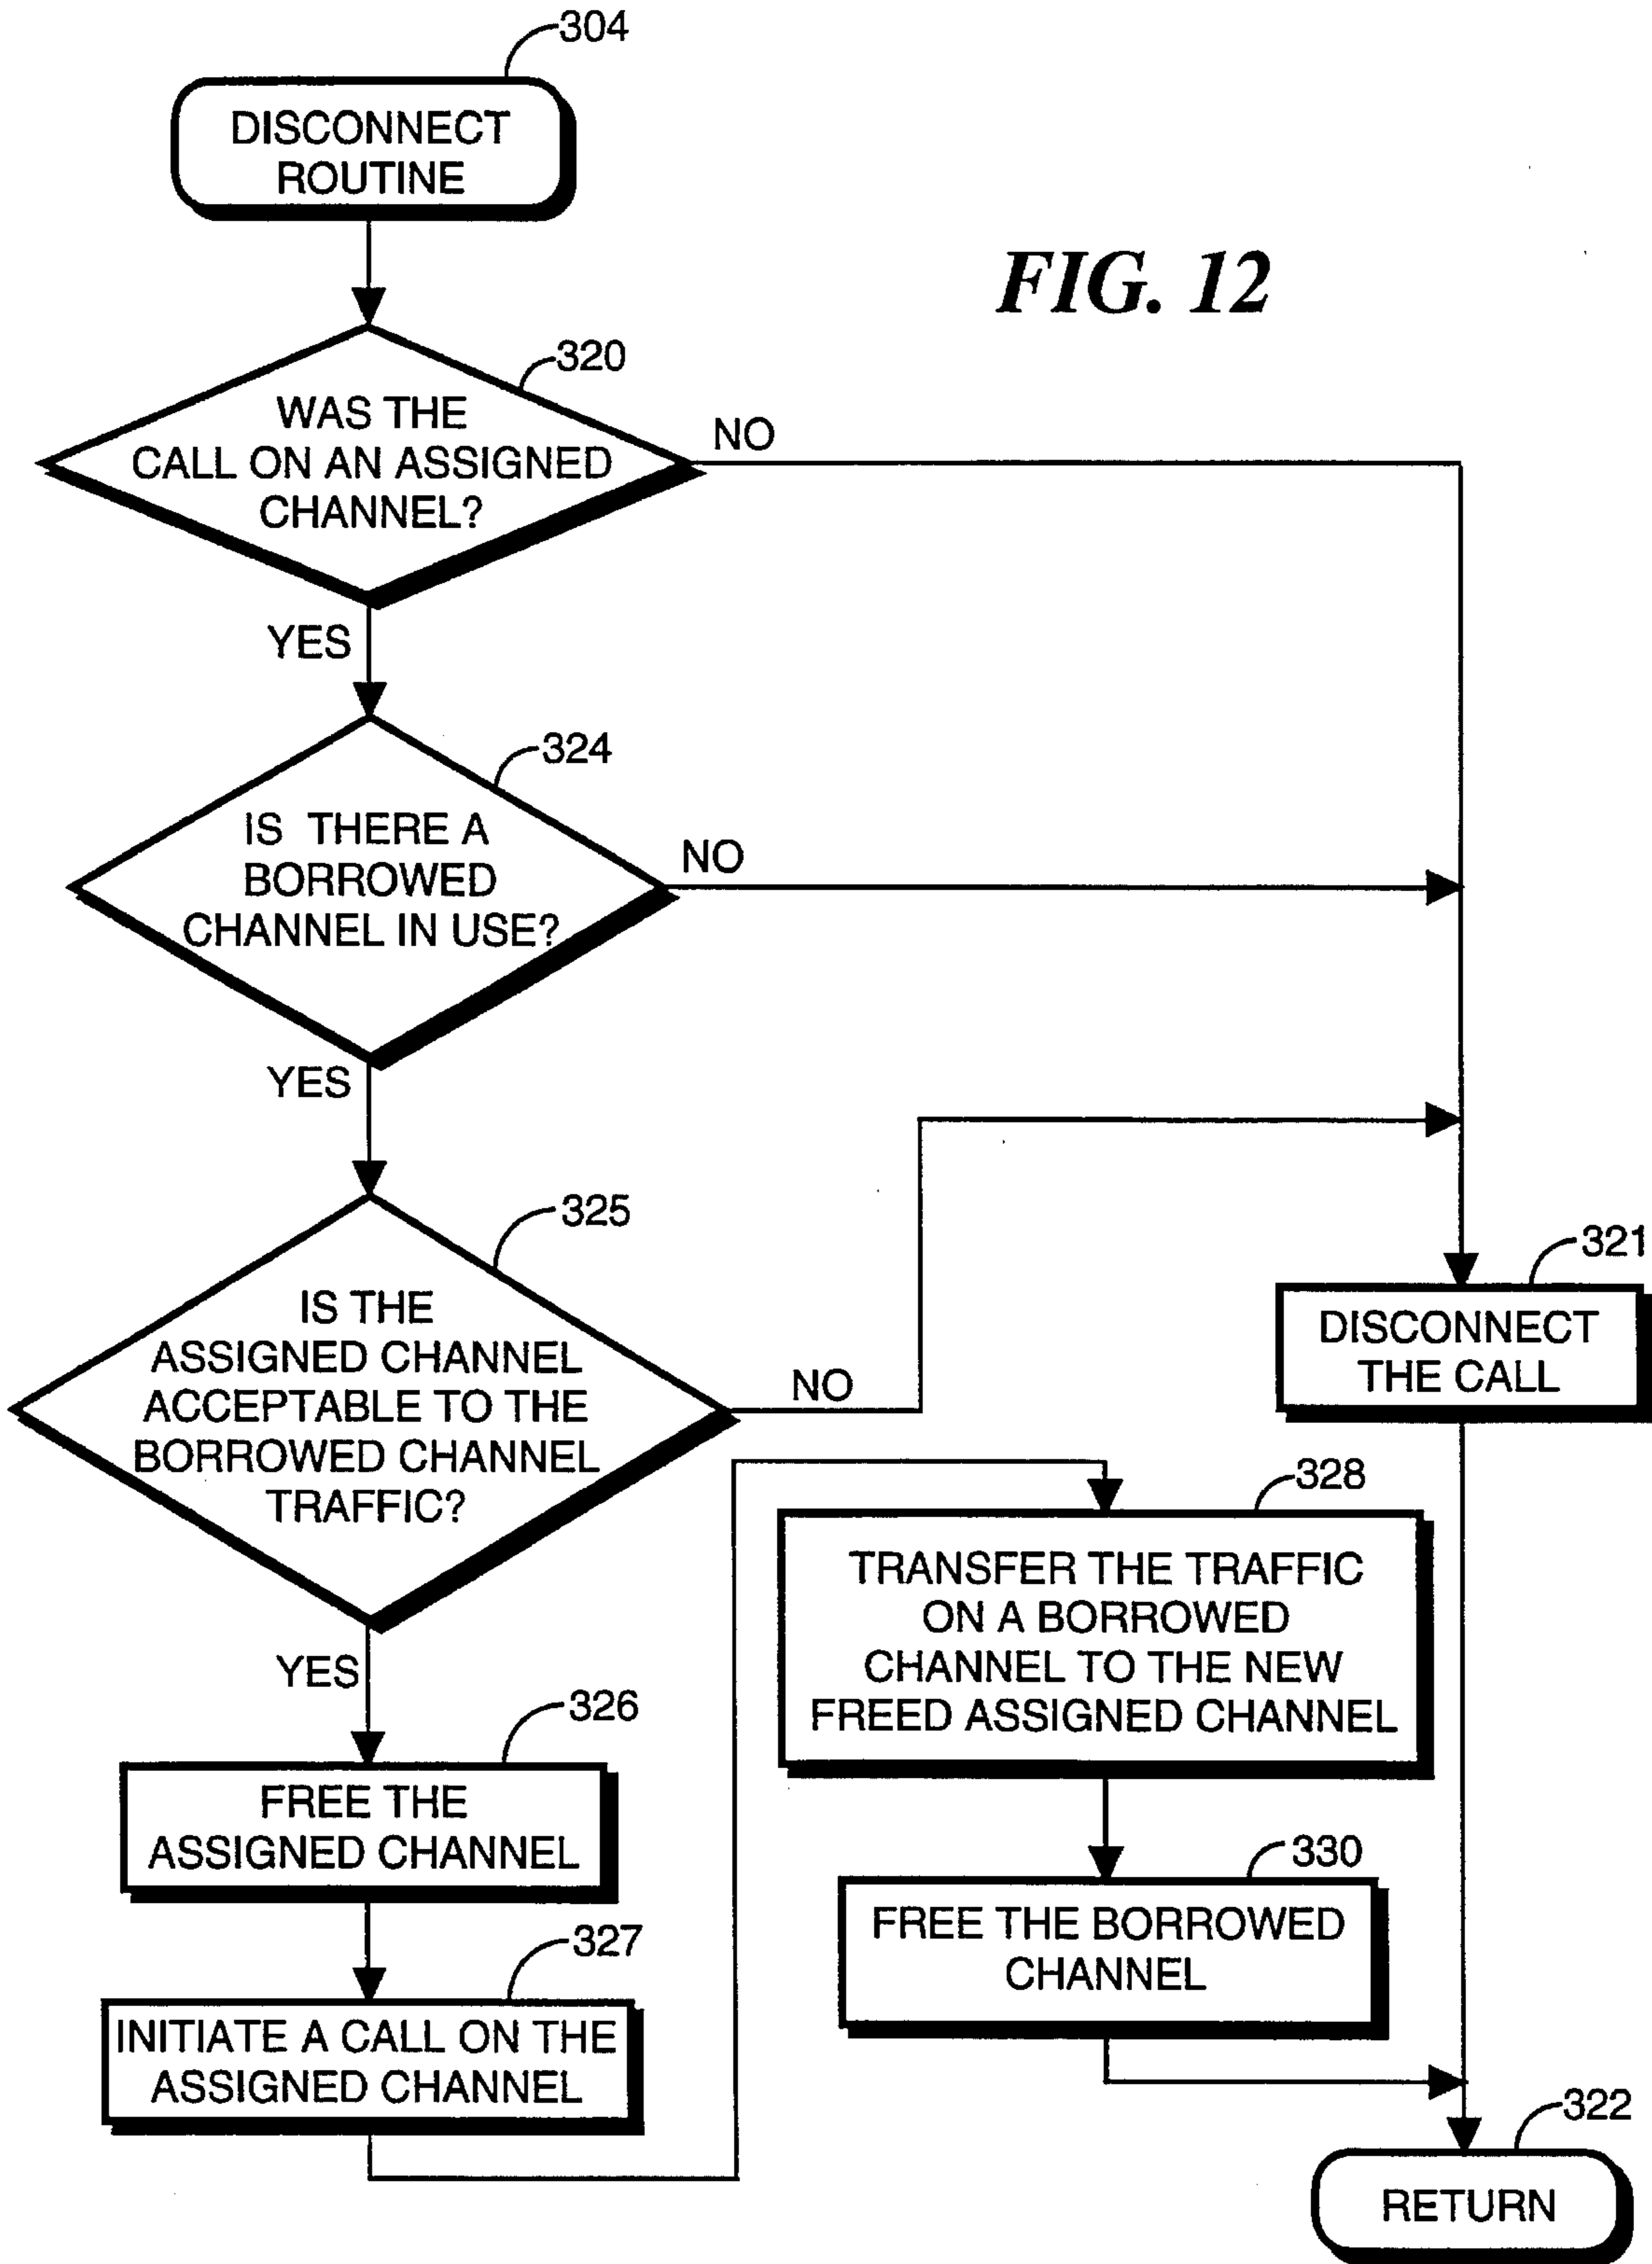 304
DISCONNECT
ROUTINE
FIG. 12
320
WAS THE
CALL ON AN ASSIGNED
CHANNEL?
NO
YES
324
IS THERE A
BORROWED
CHANNEL IN USE?
NO
YES
325
IS THE
ASSIGNED CHANNEL
ACCEPTABLE TO THE
BORROWED CHANNEL
TRAFFIC?
NO
YES
321
DISCONNECT
THE CALL
326
FREE THE
ASSIGNED CHANNEL
327
INITIATE A CALL ON THE
ASSIGNED CHANNEL
328
TRANSFER THE TRAFFIC
ON A BORROWED
CHANNEL TO THE NEW
FREED ASSIGNED CHANNEL
330
FREE THE BORROWED
CHANNEL
322
RETURN